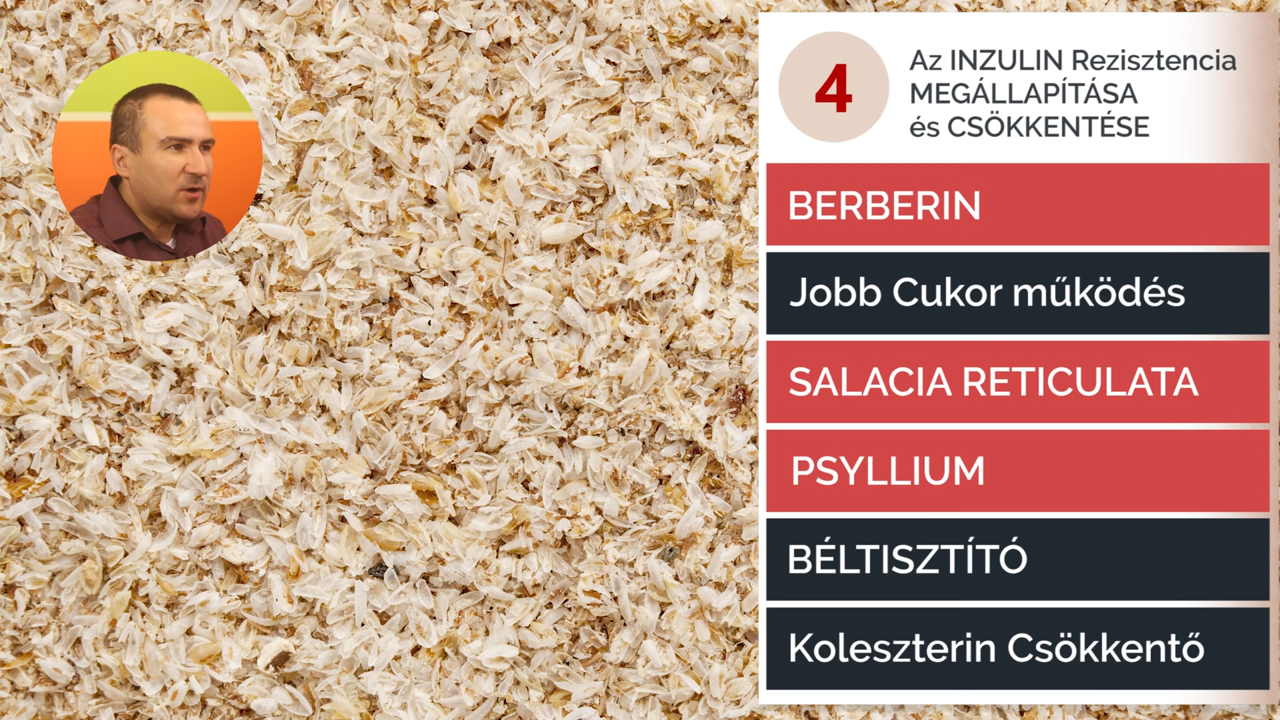 4
Az INZULIN Rezisztencia
MEGÁLLAPÍTÁSA
és CSÖKKENTÉSE
BERBERIN
Jobb Cukor működés
SALACIA RETICULATA
PSYLLIUM
BÉLTISZTÍTÓ
Koleszterin Csökkentő